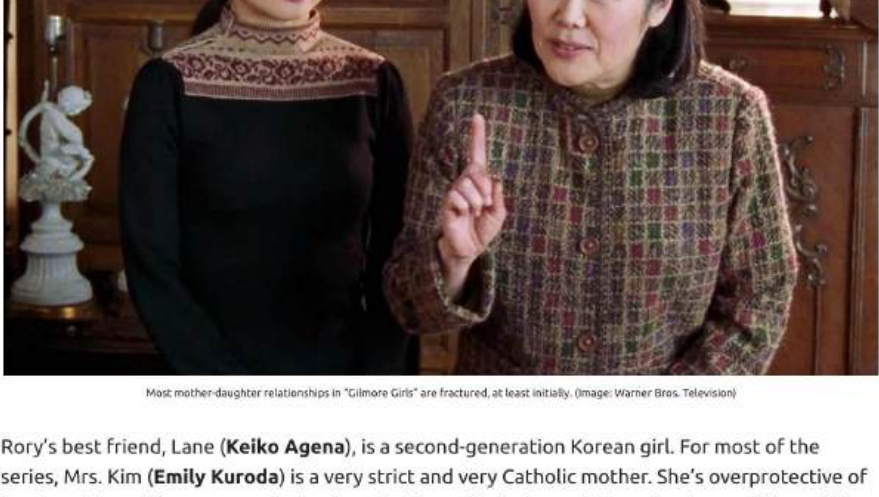 Most mother-daughter relationships in "Gilmore Girls" are fractured, at least initially. (Image: Warner Bros. Television)
Rory's best friend, Lane (Keiko Agena), is a second-generation Korean girl. For most of the
series, Mrs. Kim (Emily Kuroda) is a very strict and very Catholic mother. She's overprotective of